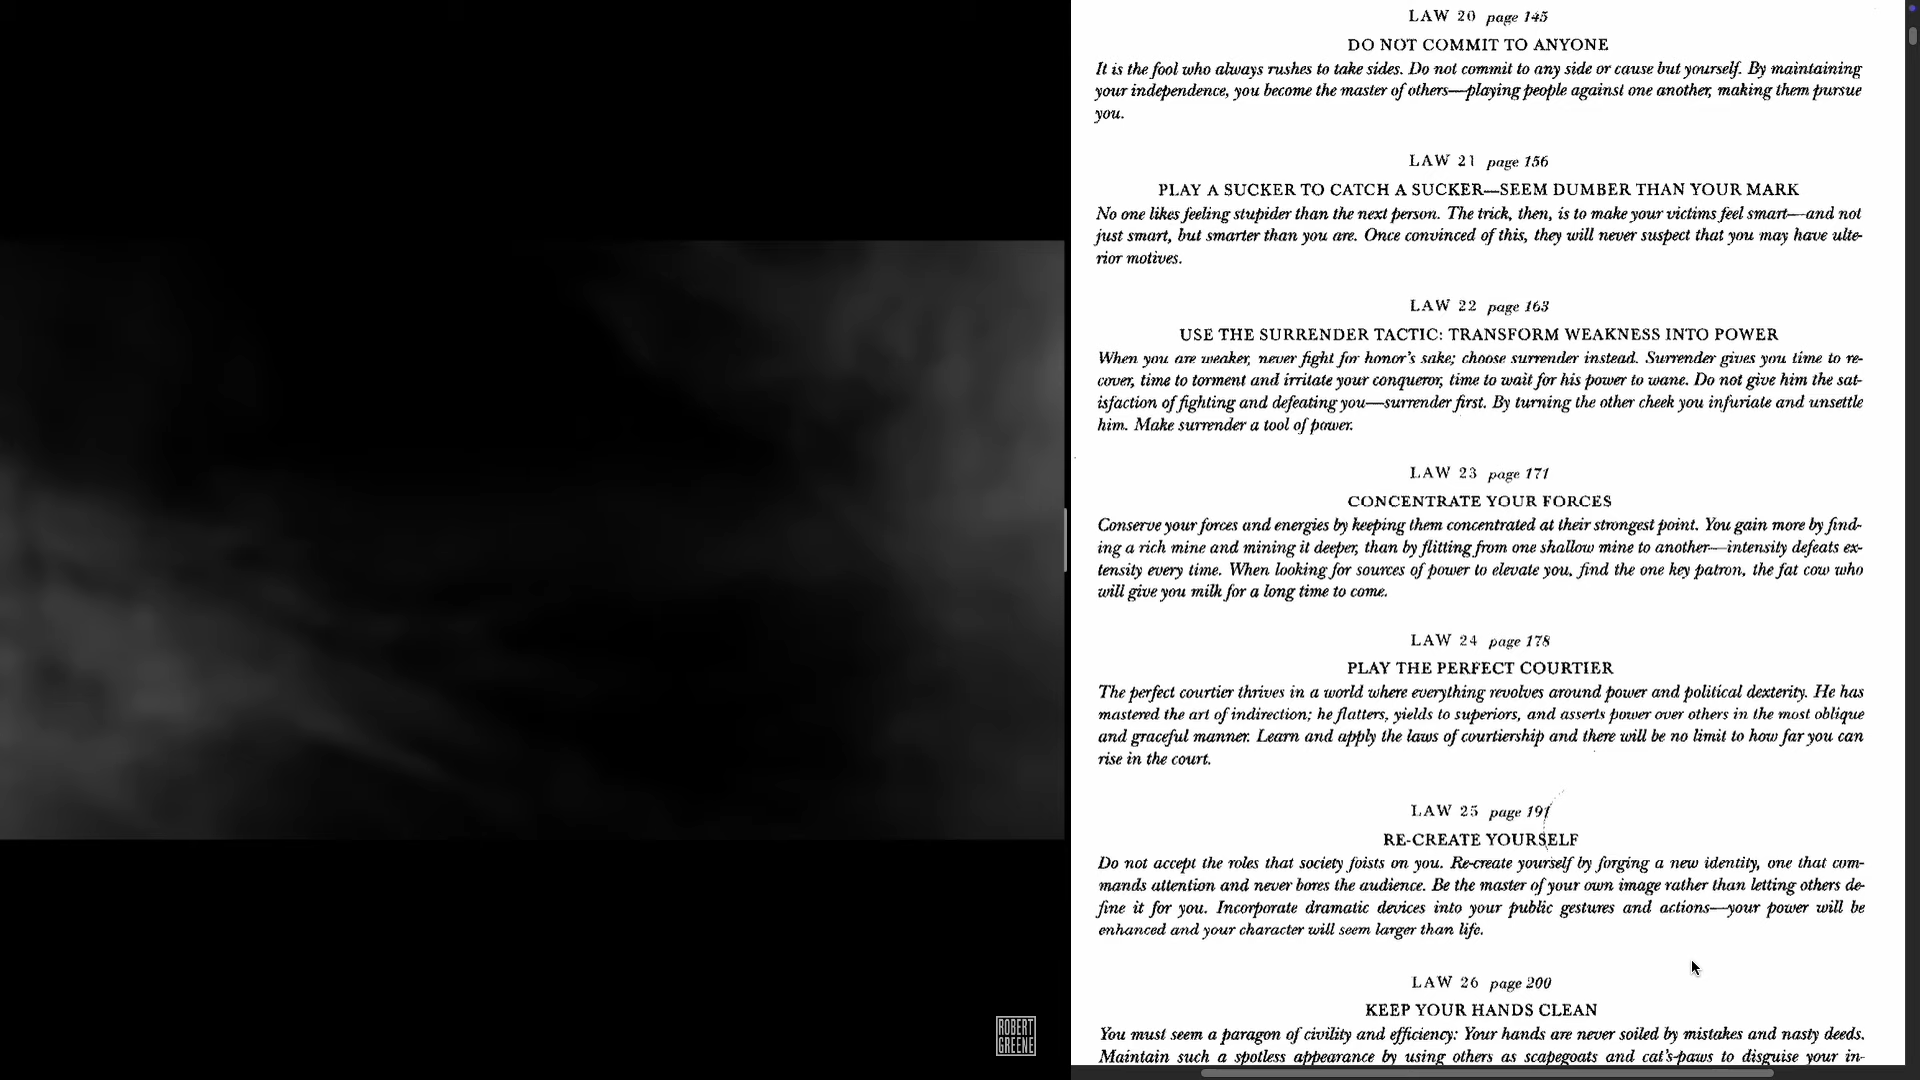 LAW 20 page 145
DO NOT COMMIT TO ANYONE
It is the fool who always rushes to take sides. Do not commit to any side or cause but yourself. By maintaining
your independence, you become the master of others—playing people against one another, making them pursue
you.
LAW 21 page 156
PLAY A SUCKER TO CATCH A SUCKER—SEEM DUMBER THAN YOUR MARK
No one likes feeling stupider than the next person. The trick, then, is to make your victims feel smart—and not
just smart, but smarter than you are. Once convinced of this, they will never suspect that you may have ulte-
rior motives.
LAW 22 page 163
USE THE SURRENDER TACTIC: TRANSFORM WEAKNESS INTO POWER
When you are weaker, never fight for honor's sake; choose surrender instead. Surrender gives you time to re-
cover, time to torment and irritate your conqueror, time to wait for his power to wane. Do not give him the sat-
isfaction of fighting and defeating you—surrender first. By turning the other cheek you infuriate and unsettle
him. Make surrender a tool of power.
LAW 23 page 171
CONCENTRATE YOUR FORCES
Conserve your forces and energies by keeping them concentrated at their strongest point. You gain more by find-
ing a rich mine and mining it deeper, than by flitting from one shallow mine to another—intensity defeats ex-
tensity every time. When looking for sources of power to elevate you, find the one key patron, the fat cow who
will give you milk for a long time to come.
LAW 24 page 178
PLAY THE PERFECT COURTIER
The perfect courtier thrives in a world where everything revolves around power and political dexterity. He has
mastered the art of indirection; he flatters, yields to superiors, and asserts power over others in the most oblique
and graceful manner. Learn and apply the laws of courtiership and there will be no limit to how far you can
rise in the court.
LAW 25 page 191
RE-CREATE YOURSELF
Do not accept the roles that society foists on you. Re-create yourself by forging a new identity, one that com-
mands attention and never bores the audience. Be the master of your own image rather than letting others de-
fine it for you. Incorporate dramatic devices into your public gestures and actions—your power will be
enhanced and your character will seem larger than life.
LAW 26 page 200
KEEP YOUR HANDS CLEAN
You must seem a paragon of civility and efficiency: Your hands are never soiled by mistakes and nasty deeds.
Maintain such a spotless appearance by using others as scapegoats and cat's-paws to disguise your in-
ROBERT
GREENE